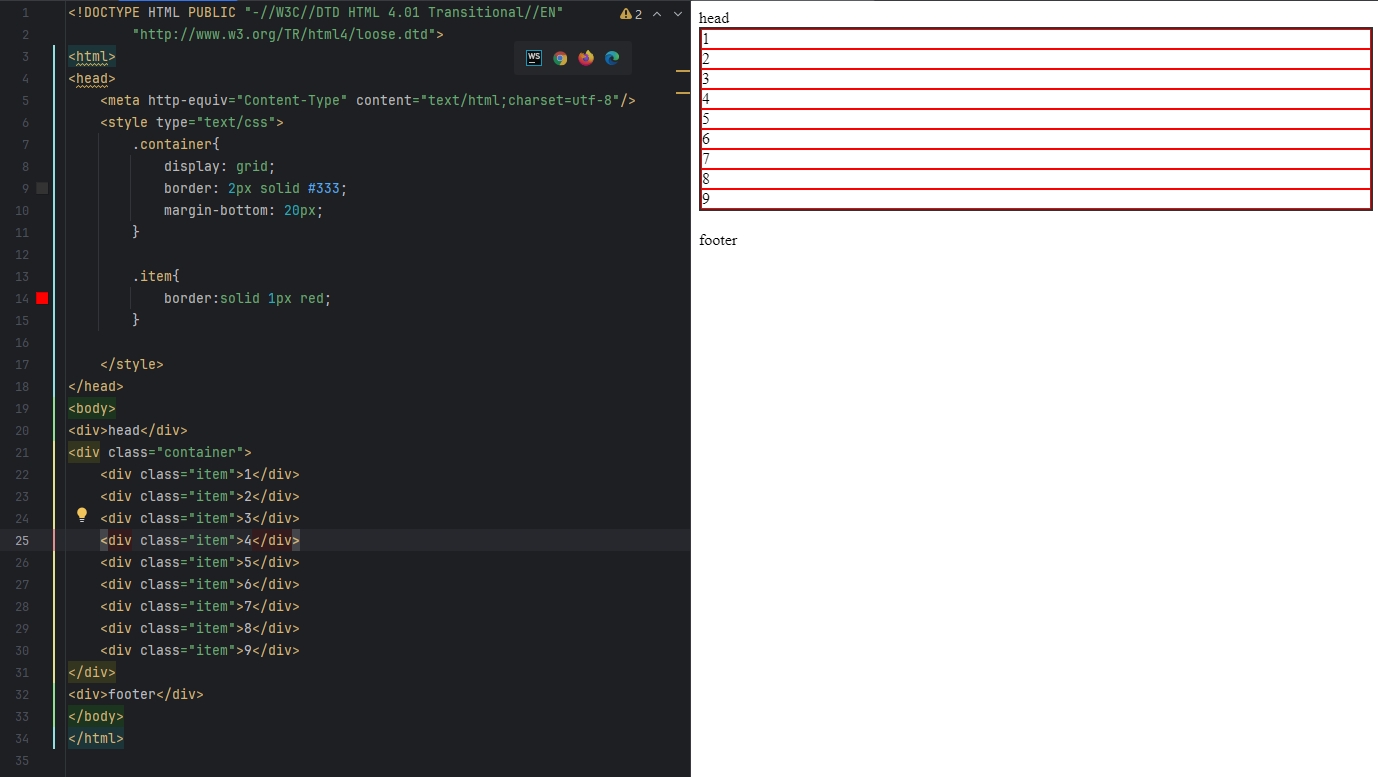 1 <!DOCTYPE HTML PUBLIC "-//W3C//DTD HTML 4.01 Transitional//EN"
2         "http://www.w3.org/TR/html4/loose.dtd">
3 <html>
4 <head>
5     <meta http-equiv="Content-Type" content="text/html;charset=utf-8"/>
6     <style type="text/css">
7         .container{
8             display: grid;
9             border: 2px solid #333;
10             margin-bottom: 20px;
11         }
12
13         .item{
14             border:solid 1px red;
15         }
16
17     </style>
18 </head>
19 <body>
20 <div>head</div>
21 <div class="container">
22     <div class="item">1</div>
23     <div class="item">2</div>
24     <div class="item">3</div>
25     <div class="item">4</div>
26     <div class="item">5</div>
27     <div class="item">6</div>
28     <div class="item">7</div>
29     <div class="item">8</div>
30     <div class="item">9</div>
31 </div>
32 <div>footer</div>
33 </body>
34 </html>
35
2
WS
head
1
2
3
4
5
6
7
8
9
footer